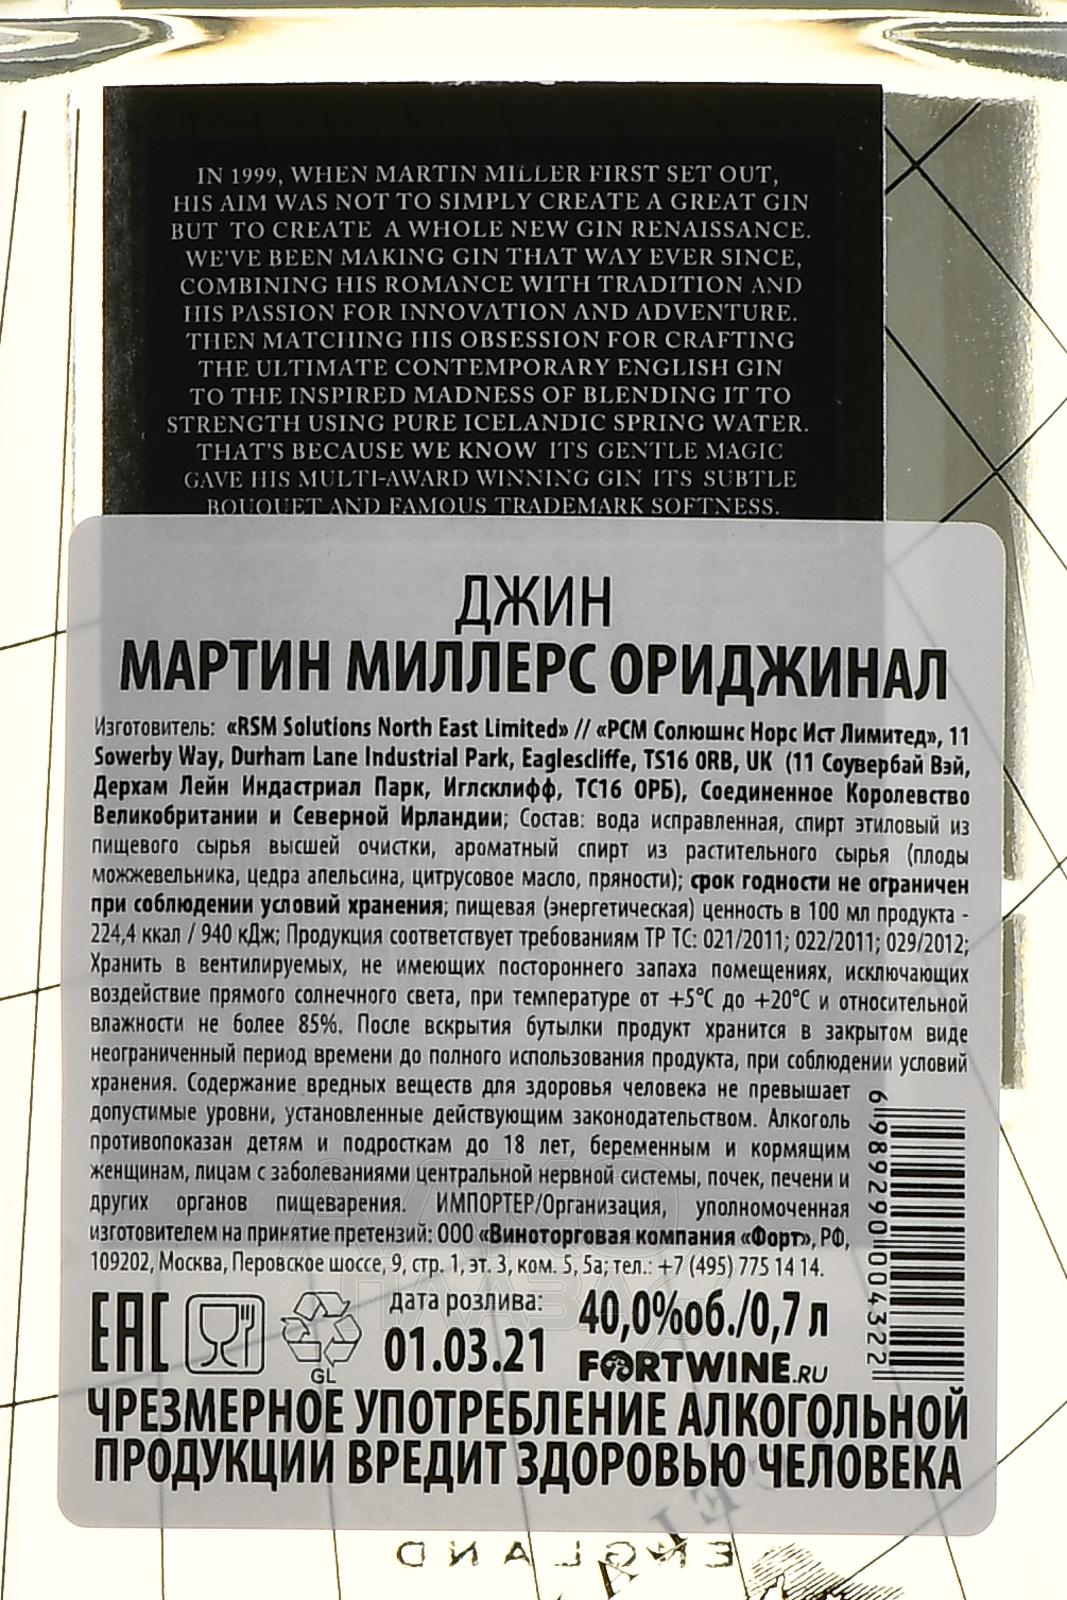 IN 1999, WHEN MARTIN MILLER FIRST SET OUT,
HIS AIM WAS NOT TO SIMPLY CREATE A GREAT GIN
BUT TO CREATE A WHOLE NEW GIN RENAISSANCE.
WE'VE BEEN MAKING GIN THAT WAY EVER SINCE,
COMBINING HIS ROMANCE WITH TRADITION AND
HIS PASSION FOR INNOVATION AND ADVENTURE.
THEN MATCHING HIS OBSESSION FOR CRAFTING
THE ULTIMATE CONTEMPORARY ENGLISH GIN
TO THE INSPIRED MADNESS OF BLENDING IT TO
STRENGTH USING PURE ICELANDIC SPRING WATER.
THAT'S BECAUSE WE KNOW ITS GENTLE MAGIC
GAVE HIS MULTI-AWARD WINNING GIN ITS SUBTLE
BOUQUET AND FAMOUS TRADEMARK SOFTNESS.
ДЖИН
МАРТИН МИЛЛЕРС ОРИДЖИНАЛ
Изготовитель: «RSM Solutions North East Limited» // «РСМ Солюшнс Норс Ист Лимитед», 11
Sowerby Way, Durham Lane Industrial Park, Eaglescliffe, TS16 0RB, UK (11 Соувербай Вэй,
Дерхам Лейн Индастриал Парк, Иглсклифф, ТС16 ОРБ), Соединенное Королевство
Великобритании и Северной Ирландии; Состав: вода исправленная, спирт этиловый из
пищевого сырья высшей очистки, ароматный спирт из растительного сырья (плоды
можжевельника, цедра апельсина, цитрусовое масло, пряности); срок годности не ограничен
при соблюдении условий хранения; пищевая (энергетическая) ценность в 100 мл продукта -
224,4 ккал / 940 кДж; Продукция соответствует требованиям ТР ТС: 021/2011; 022/2011; 029/2012;
Хранить в вентилируемых, не имеющих постороннего запаха помещениях, исключающих
воздействие прямого солнечного света, при температуре от +5°С до +20°С и относительной
влажности не более 85%. После вскрытия бутылки продукт хранится в закрытом виде
неограниченный период времени до полного использования продукта, при соблюдении условий
хранения. Содержание вредных веществ для здоровья человека не превышает
допустимые уровни, установленные действующим законодательством. Алкоголь
противопоказан детям и подросткам до 18 лет, беременным и кормящим
женщинам, лицам с заболеваниями центральной нервной системы, почек, печени и
других органов пищеварения. ИМПОРТЕР/Организация, уполномоченная
изготовителем на принятие претензий: ООО «Виноторговая компания «Форт», РФ,
109202, Москва, Перовское шоссе, 9, стр. 1, эт. 3, ком. 5, 5а; тел.: +7 (495) 775 14 14.
6 989290 004322
EAC
GL
дата розлива:
01.03.21
40,0%об./0,7 л
FORTWINE.RU
ЧРЕЗМЕРНОЕ УПОТРЕБЛЕНИЕ АЛКОГОЛЬНОЙ
ПРОДУКЦИИ ВРЕДИТ ЗДОРОВЬЮ ЧЕЛОВЕКА
ENGLAND